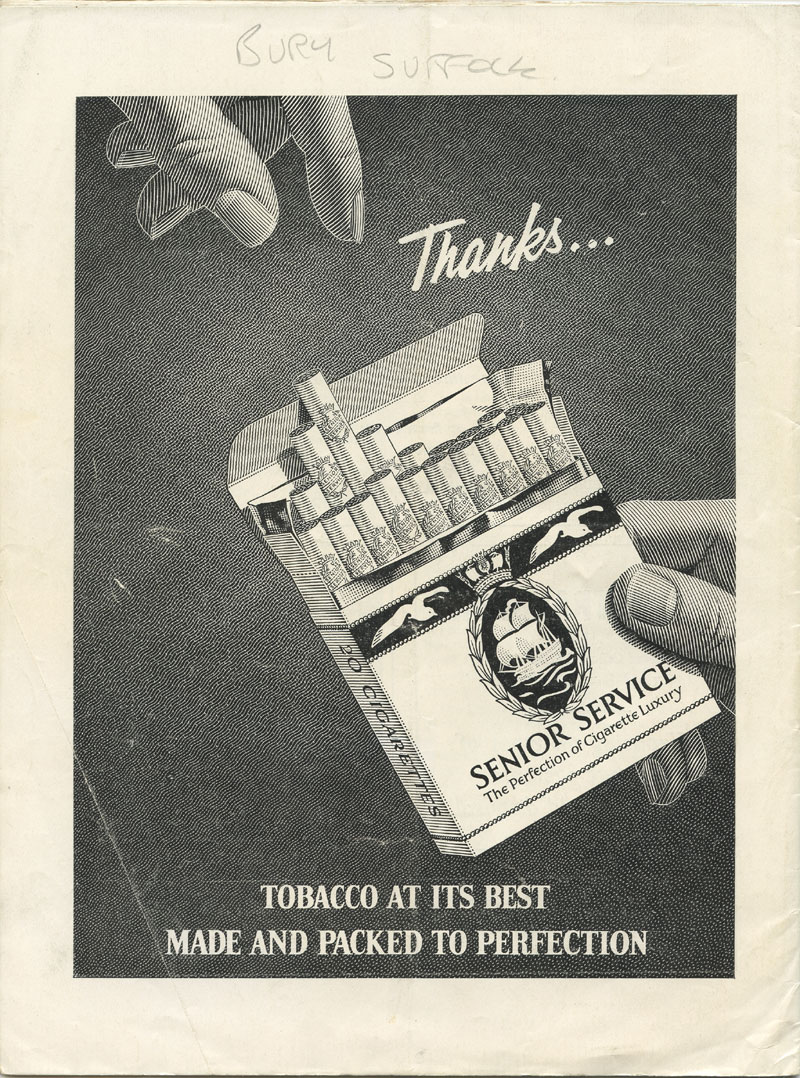 BURY SUFFOLK
Thanks...
20 CIGARETTES
SENIOR SERVICE
The Perfection of Cigarette Luxury
TOBACCO AT ITS BEST
MADE AND PACKED TO PERFECTION